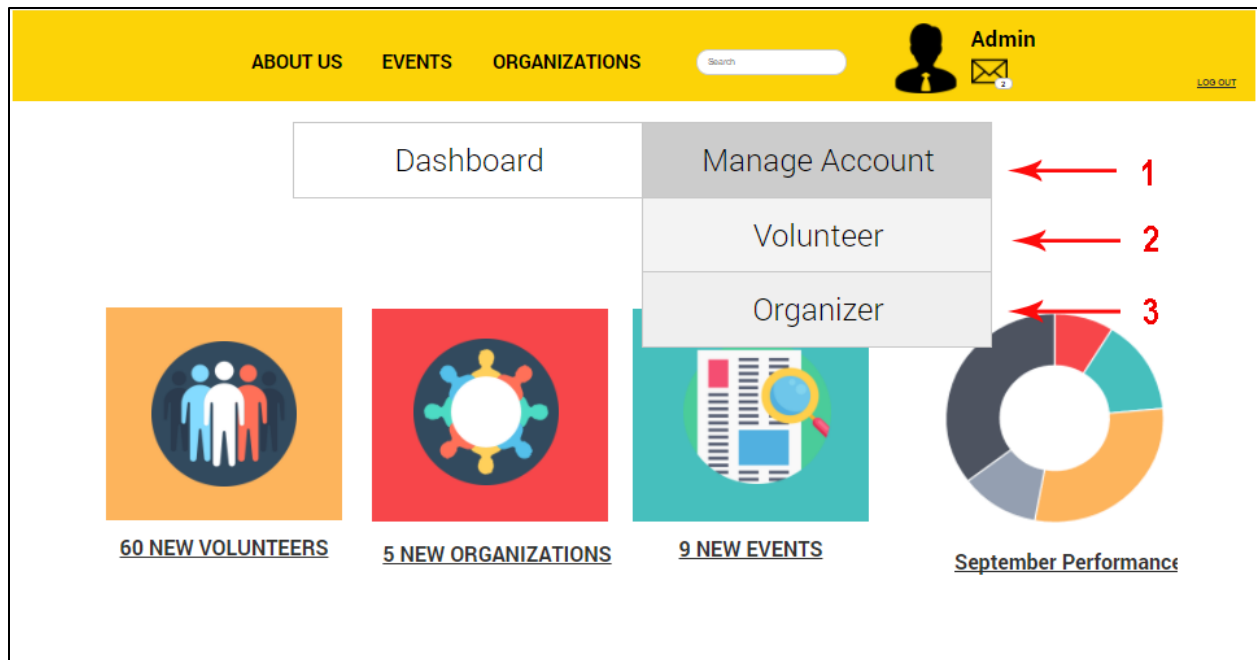 ABOUT US EVENTS ORGANIZATIONS Search Admin
2
LOG OUT
Dashboard Manage Account 1
Volunteer 2
Organizer 3
60 NEW VOLUNTEERS 5 NEW ORGANIZATIONS 9 NEW EVENTS September Performance